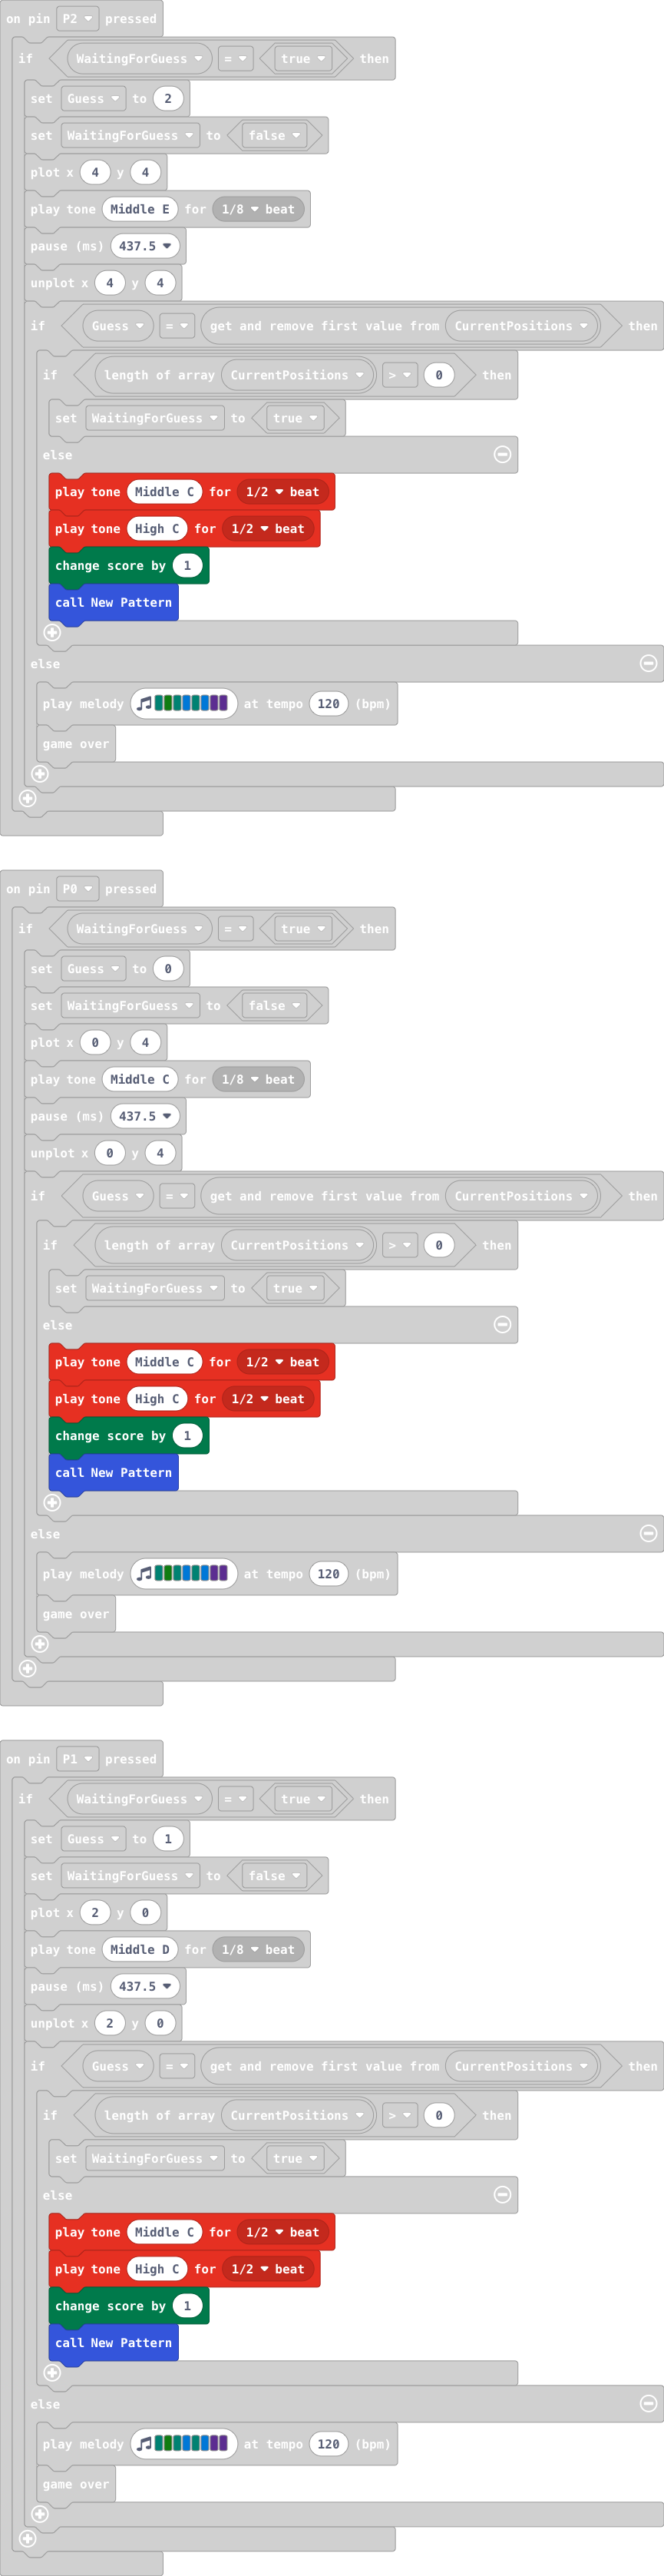 on pin P2 pressed
if WaitingForGuess = true then
set Guess to 2
set WaitingForGuess to false
plot x 4 y 4
play tone Middle E for 1/8 beat
pause (ms) 437.5
unplot x 4 y 4
if Guess = get and remove first value from CurrentPositions then
if length of array CurrentPositions > 0 then
set WaitingForGuess to true
else
play tone Middle C for 1/2 beat
play tone High C for 1/2 beat
change score by 1
call New Pattern
else
play melody at tempo 120 (bpm)
game over
on pin P0 pressed
if WaitingForGuess = true then
set Guess to 0
set WaitingForGuess to false
plot x 0 y 4
play tone Middle C for 1/8 beat
pause (ms) 437.5
unplot x 0 y 4
if Guess = get and remove first value from CurrentPositions then
if length of array CurrentPositions > 0 then
set WaitingForGuess to true
else
play tone Middle C for 1/2 beat
play tone High C for 1/2 beat
change score by 1
call New Pattern
else
play melody at tempo 120 (bpm)
game over
on pin P1 pressed
if WaitingForGuess = true then
set Guess to 1
set WaitingForGuess to false
plot x 2 y 0
play tone Middle D for 1/8 beat
pause (ms) 437.5
unplot x 2 y 0
if Guess = get and remove first value from CurrentPositions then
if length of array CurrentPositions > 0 then
set WaitingForGuess to true
else
play tone Middle C for 1/2 beat
play tone High C for 1/2 beat
change score by 1
call New Pattern
else
play melody at tempo 120 (bpm)
game over